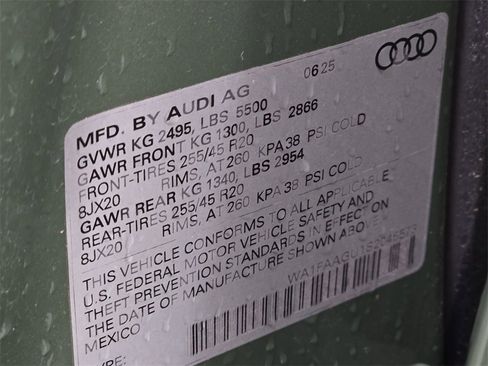 MFD. BY AUDI AG 06 25
GVWR KG 2495, LBS 5500
GAWR FRONT KG 1300, LBS 2866
FRONT-TIRES 255/45 R20
8JX20 RIMS, AT 260 KPA 38 PSI COLD
GAWR REAR KG 1340, LBS 2954
REAR-TIRES 255/45 R20
8JX20 RIMS, AT 260 KPA 38 PSI COLD
THIS VEHICLE CONFORMS TO ALL APPLICABLE
U.S. FEDERAL MOTOR VEHICLE SAFETY AND
THEFT PREVENTION STANDARDS IN EFFECT ON
THE DATE OF MANUFACTURE SHOWN ABOVE.
MEXICO
TYPE: